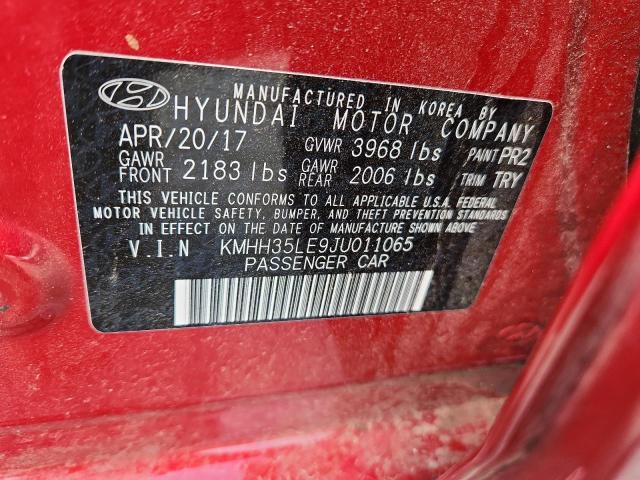 MANUFACTURED IN KOREA BY
HYUNDAI MOTOR COMPANY
APR/20/17 GVWR 3968 lbs PAINT PR2
GAWR FRONT 2183 lbs GAWR REAR 2006 lbs TRIM TRY
THIS VEHICLE CONFORMS TO ALL APPLICABLE U.S.A. FEDERAL
MOTOR VEHICLE SAFETY, BUMPER, AND THEFT PREVENTION STANDARDS
IN EFFECT ON THE DATE OF MANUFACTURE SHOWN ABOVE.
V.I.N KMHH35LE9JU011065
PASSENGER CAR